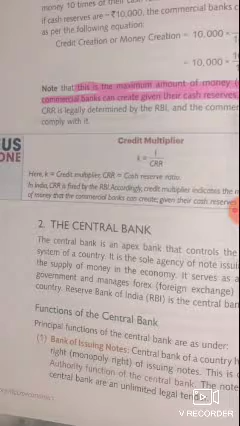 money 10 times of their cash
if cash reserves are = ₹10,000, the commercial banks c
as per the following equation:
Credit Creation or Money Creation = 10,000 × 1
= 10,000 ×
Note that this is the maximum amount of money (
commercial banks can create given their cash reserves,
CRR is legally determined by the RBI, and the commer
comply with it.
US
ONE
Credit Multiplier
k = 1
CRR
Here, k = Credit multiplier, CRR = Cash reserve ratio.
In India, CRR is fixed by the RBI. Accordingly, credit multiplier indicates the m
of money that the commercial banks can create, given their cash reserves
2. THE CENTRAL BANK
The central bank is an apex bank that controls the
system of a country. It is the sole agency of note issuin
the supply of money in the economy. It serves as a
government and manages forex (foreign exchange)
country. Reserve Bank of India (RBI) is the central ban
Functions of the Central Bank
Principal functions of the central bank are as under:
(1) Bank of Issuing Notes: Central bank of a country h
right (monopoly right) of issuing notes. This is
Authority function of the central bank. The note
central bank are an unlimited legal ten
V RECORDER